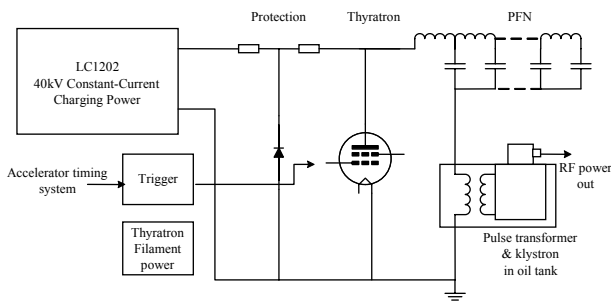 Protection
Thyratron
PFN
LC1202
40kV Constant-Current
Charging Power
Accelerator timing
system
Trigger
RF power
out
Thyratron
Filament
power
Pulse transformer
& klystron
in oil tank